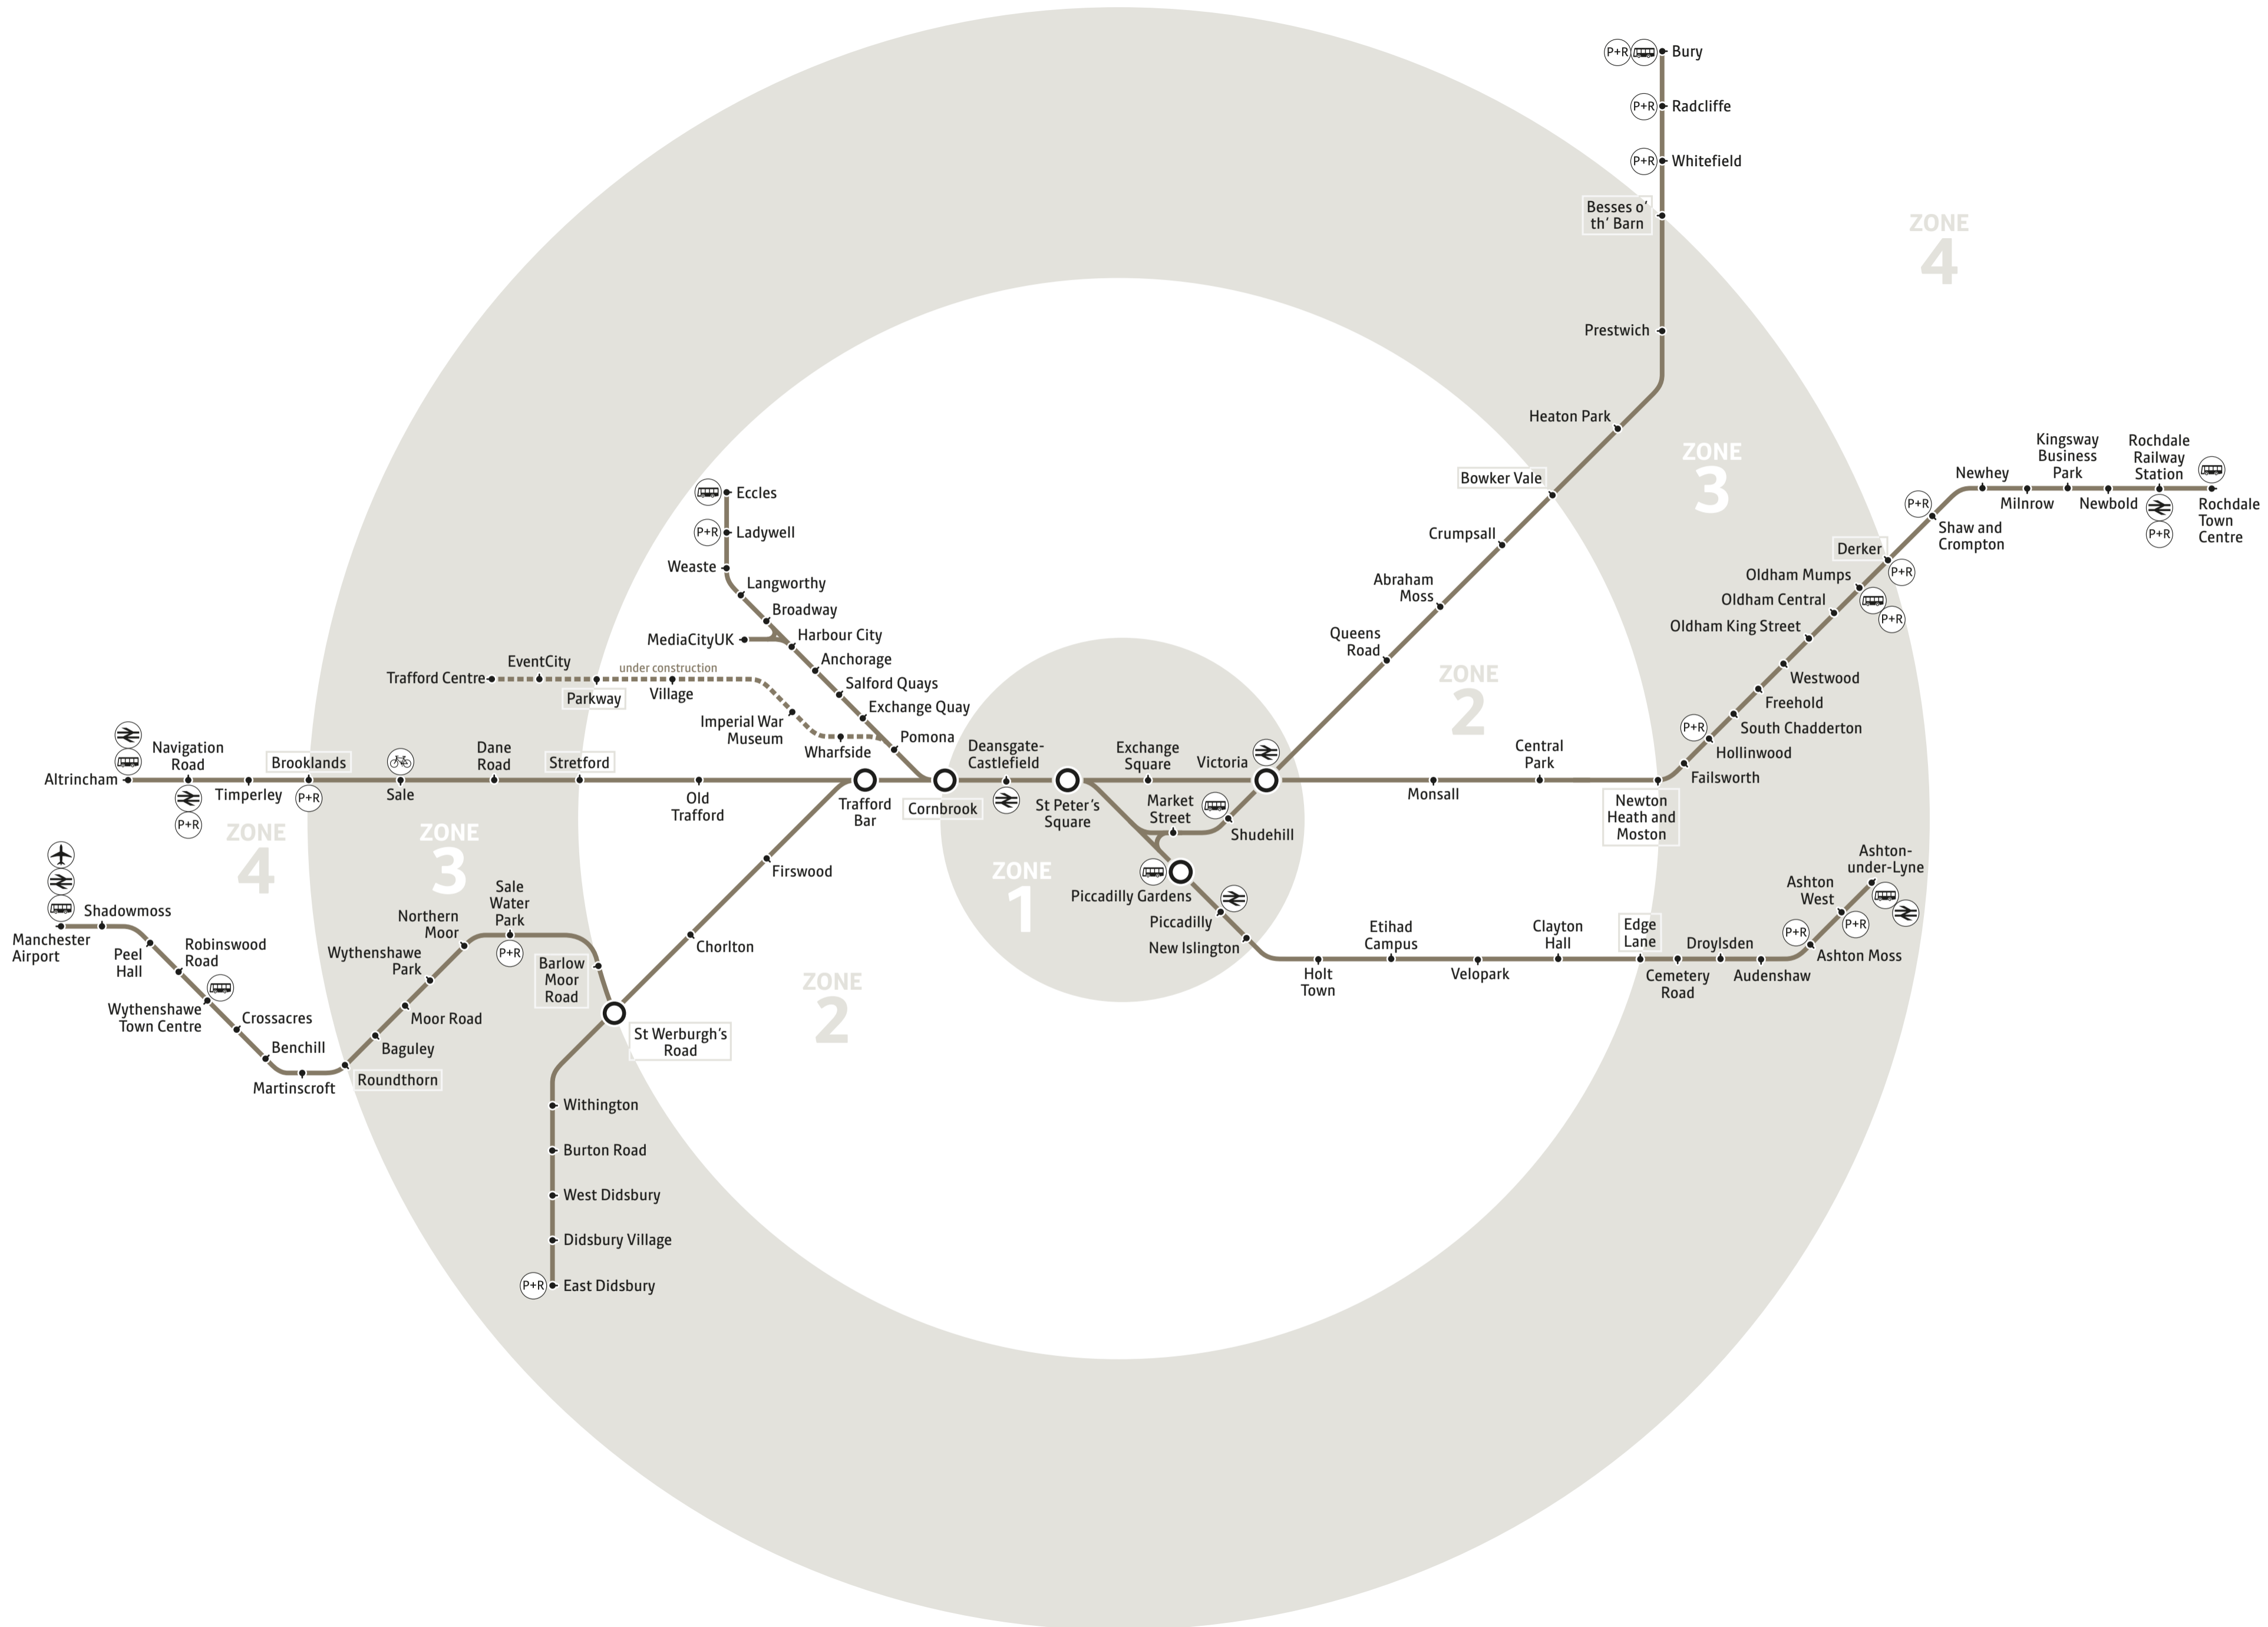 P+R
Bury
P+R
Radcliffe
P+R
Whitefield
Besses o'
th' Barn
ZONE
4
Prestwich
Heaton Park
ZONE
3
Bowker Vale
Crumpsall
Abraham
Moss
Queens
Road
ZONE
2
Kingsway
Business
Park
Rochdale
Railway
Station
Newhey
Milnrow
Newbold
P+R
Rochdale
Town
Centre
P+R
Shaw and
Crompton
Derker
P+R
Oldham Mumps
P+R
Oldham Central
Oldham King Street
Westwood
Freehold
South Chadderton
P+R
Hollinwood
Failsworth
Newton
Heath and
Moston
Central
Park
Monsall
Eccles
P+R
Ladywell
Weaste
Langworthy
Broadway
MediaCityUK
Harbour City
Anchorage
Salford Quays
Exchange Quay
Pomona
EventCity
under construction
Trafford Centre
Parkway
Village
Imperial War
Museum
Wharfside
Navigation
Road
P+R
Altrincham
Timperley
Brooklands
P+R
Sale
Dane
Road
Stretford
Old
Trafford
Trafford
Bar
Cornbrook
Deansgate-
Castlefield
St Peter's
Square
Exchange
Square
Victoria
Market
Street
Shudehill
ZONE
1
Piccadilly Gardens
Piccadilly
New Islington
Holt
Town
Etihad
Campus
Velopark
Clayton
Hall
Edge
Lane
Cemetery
Road
Droylsden
Audenshaw
P+R
Ashton Moss
Ashton
West
P+R
Ashton-
under-Lyne
ZONE
4
ZONE
3
Firswood
Chorlton
ZONE
2
St Werburgh's
Road
Barlow
Moor
Road
Sale
Water
Park
P+R
Northern
Moor
Wythenshawe
Park
Moor Road
Baguley
Roundthorn
Martinscroft
Benchill
Crossacres
Wythenshawe
Town Centre
Robinswood
Road
Peel
Hall
Shadowmoss
Manchester
Airport
Withington
Burton Road
West Didsbury
Didsbury Village
P+R
East Didsbury